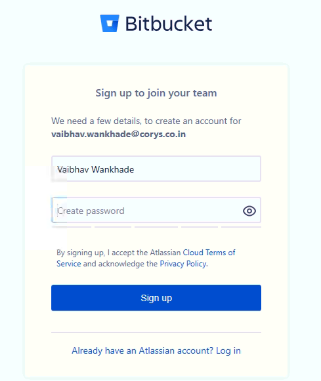 Bitbucket
Sign up to join your team
We need a few details, to create an account for
vaibhav.wankhade@corys.co.in
Vaibhav Wankhade
Create password
By signing up, I accept the Atlassian Cloud Terms of
Service and acknowledge the Privacy Policy.
Sign up
Already have an Atlassian account? Log in